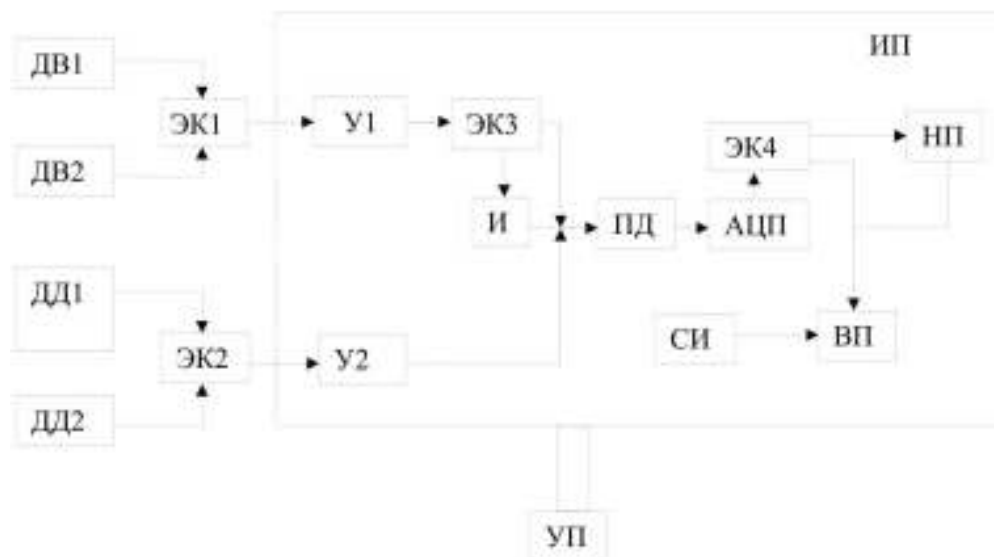 ИП
ДВ1
ЭК1
У1
ЭК3
ЭК4
НП
ДВ2
И
ПД
АЦП
ДД1
СИ
ВП
ЭК2
У2
ДД2
УП